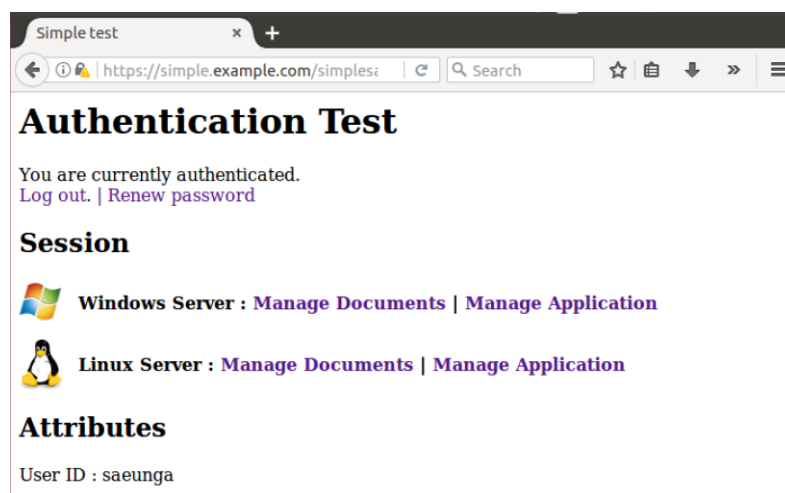 Simple test
https://simple.example.com/simplesa
Search
Authentication Test
You are currently authenticated.
Log out. | Renew password
Session
Windows Server : Manage Documents | Manage Application
Linux Server : Manage Documents | Manage Application
Attributes
User ID : saeunga